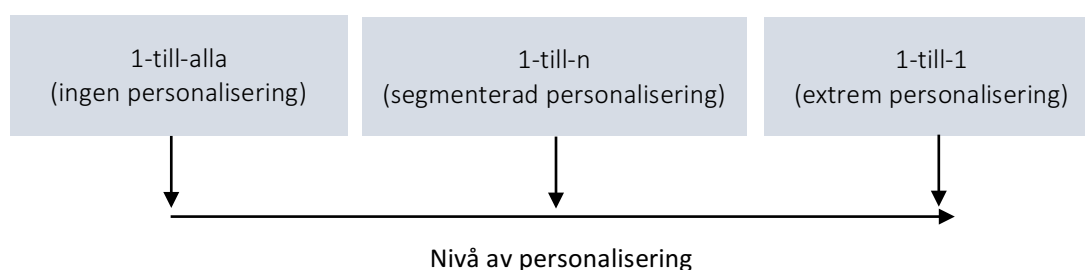 1-till-alla
(ingen personalisering)
1-till-n
(segmenterad personalisering)
1-till-1
(extrem personalisering)
Nivå av personalisering